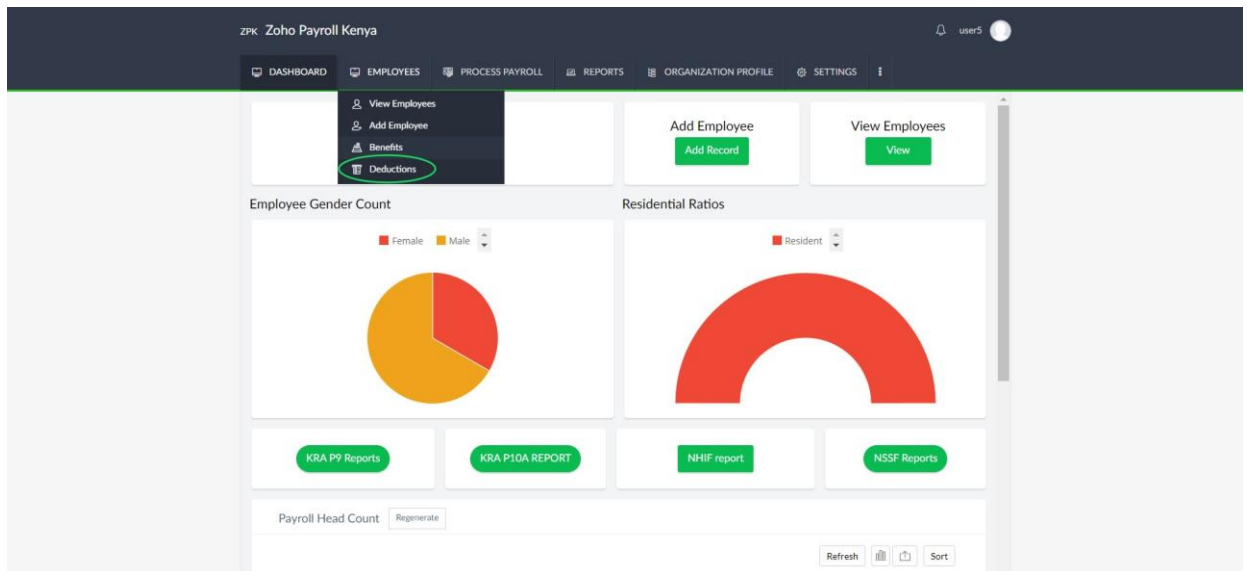 ZPK Zoho Payroll Kenya
user5
DASHBOARD EMPLOYEES PROCESS PAYROLL REPORTS ORGANIZATION PROFILE SETTINGS
View Employees
Add Employee
Benefits
Deductions
Add Employee
Add Record
View Employees
View
Employee Gender Count
Residential Ratios
Female Male
Resident
KRA P9 Reports
KRA P10A REPORT
NHIF report
NSSF Reports
Payroll Head Count Regenerate
Refresh Sort